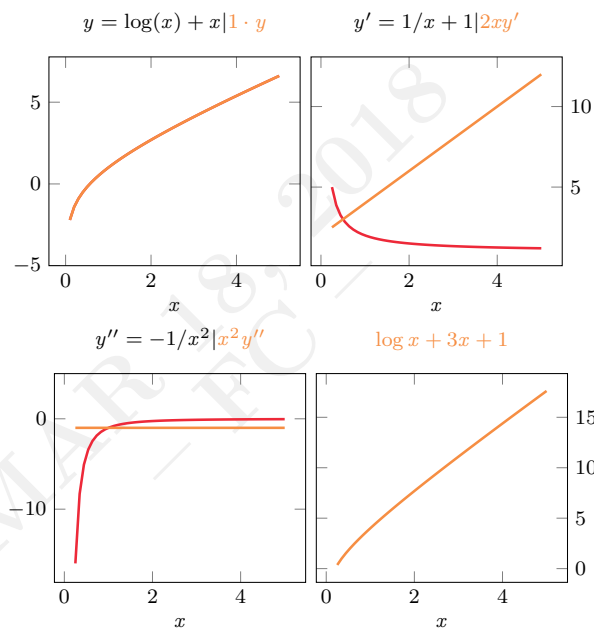 y = log(x) + x|1 · y
y′ = 1/x + 1|2xy′
5
0
−5
10
5
0 2 4
0 2 4
x
x
y′′ = −1/x²|x²y′′
log x + 3x + 1
0
−10
15
10
5
0
0 2 4
0 2 4
x
x
MAR 18, 2018
− FC −